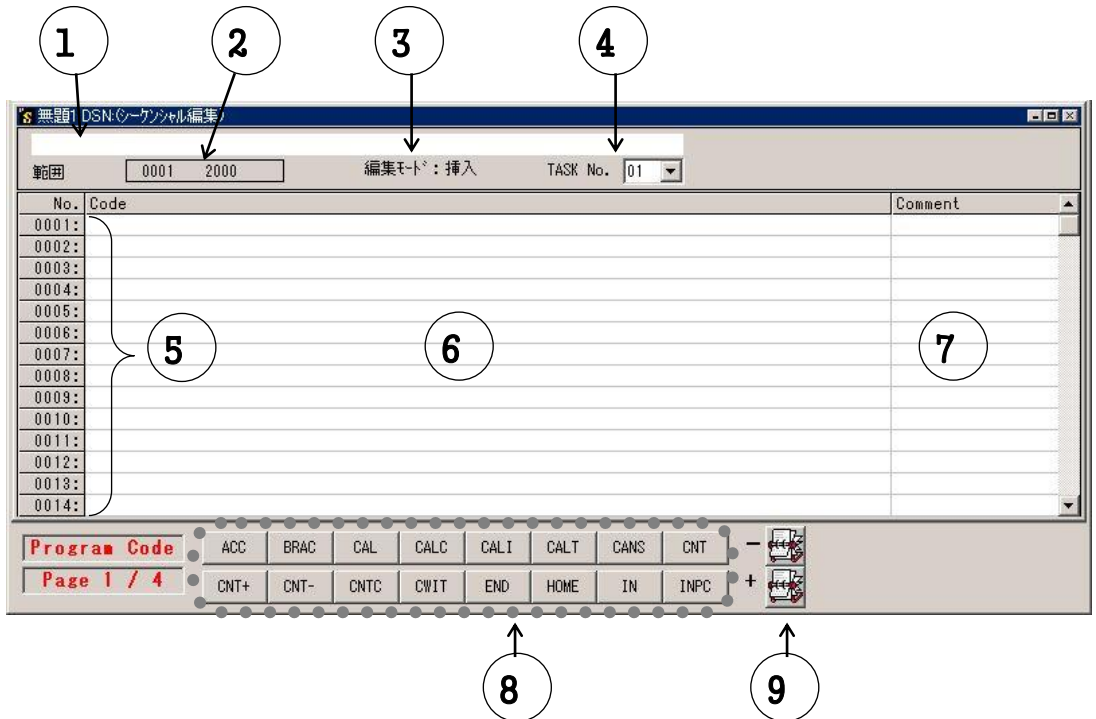 1 2 3 4
無題1 DSN:(シーケンシャル編集)
範囲 0001 2000 編集ﾓｰﾄﾞ:挿入 TASK No. 01
No. Code Comment
0001:
0002:
0003:
0004:
0005:
0006:
0007:
0008:
0009:
0010:
0011:
0012:
0013:
0014:
5 6 7
Program Code ACC BRAC CAL CALC CALI CALT CANS CNT -
Page 1 / 4 CNT+ CNT- CNTC CWIT END HOME IN INPC +
8 9